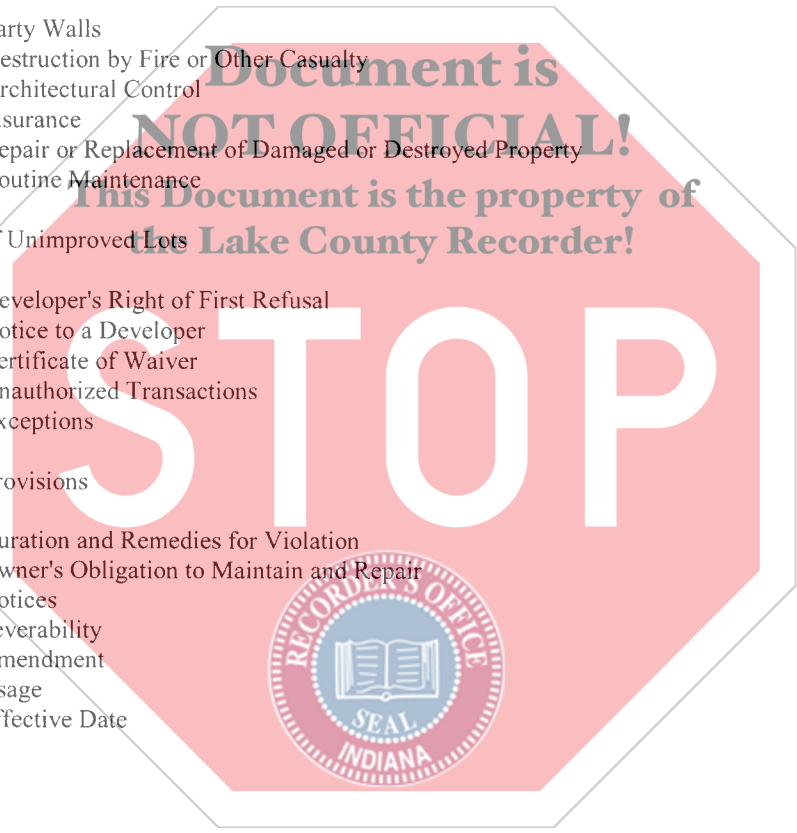 arty Walls
estruction by Fire or Other Casualty
rchitectural Control
nsurance
epair or Replacement of Damaged or Destroyed Property
outine Maintenance
f Unimproved Lots
eveloper's Right of First Refusal
otice to a Developer
ertificate of Waiver
nauthorized Transactions
xceptions
rovisions
uration and Remedies for Violation
wner's Obligation to Maintain and Repair
otices
everability
mendment
sage
ffective Date
Document is
NOT OFFICIAL!
This Document is the property of
the Lake County Recorder!
STOP
RECORDER'S OFFICE
SEAL
INDIANA